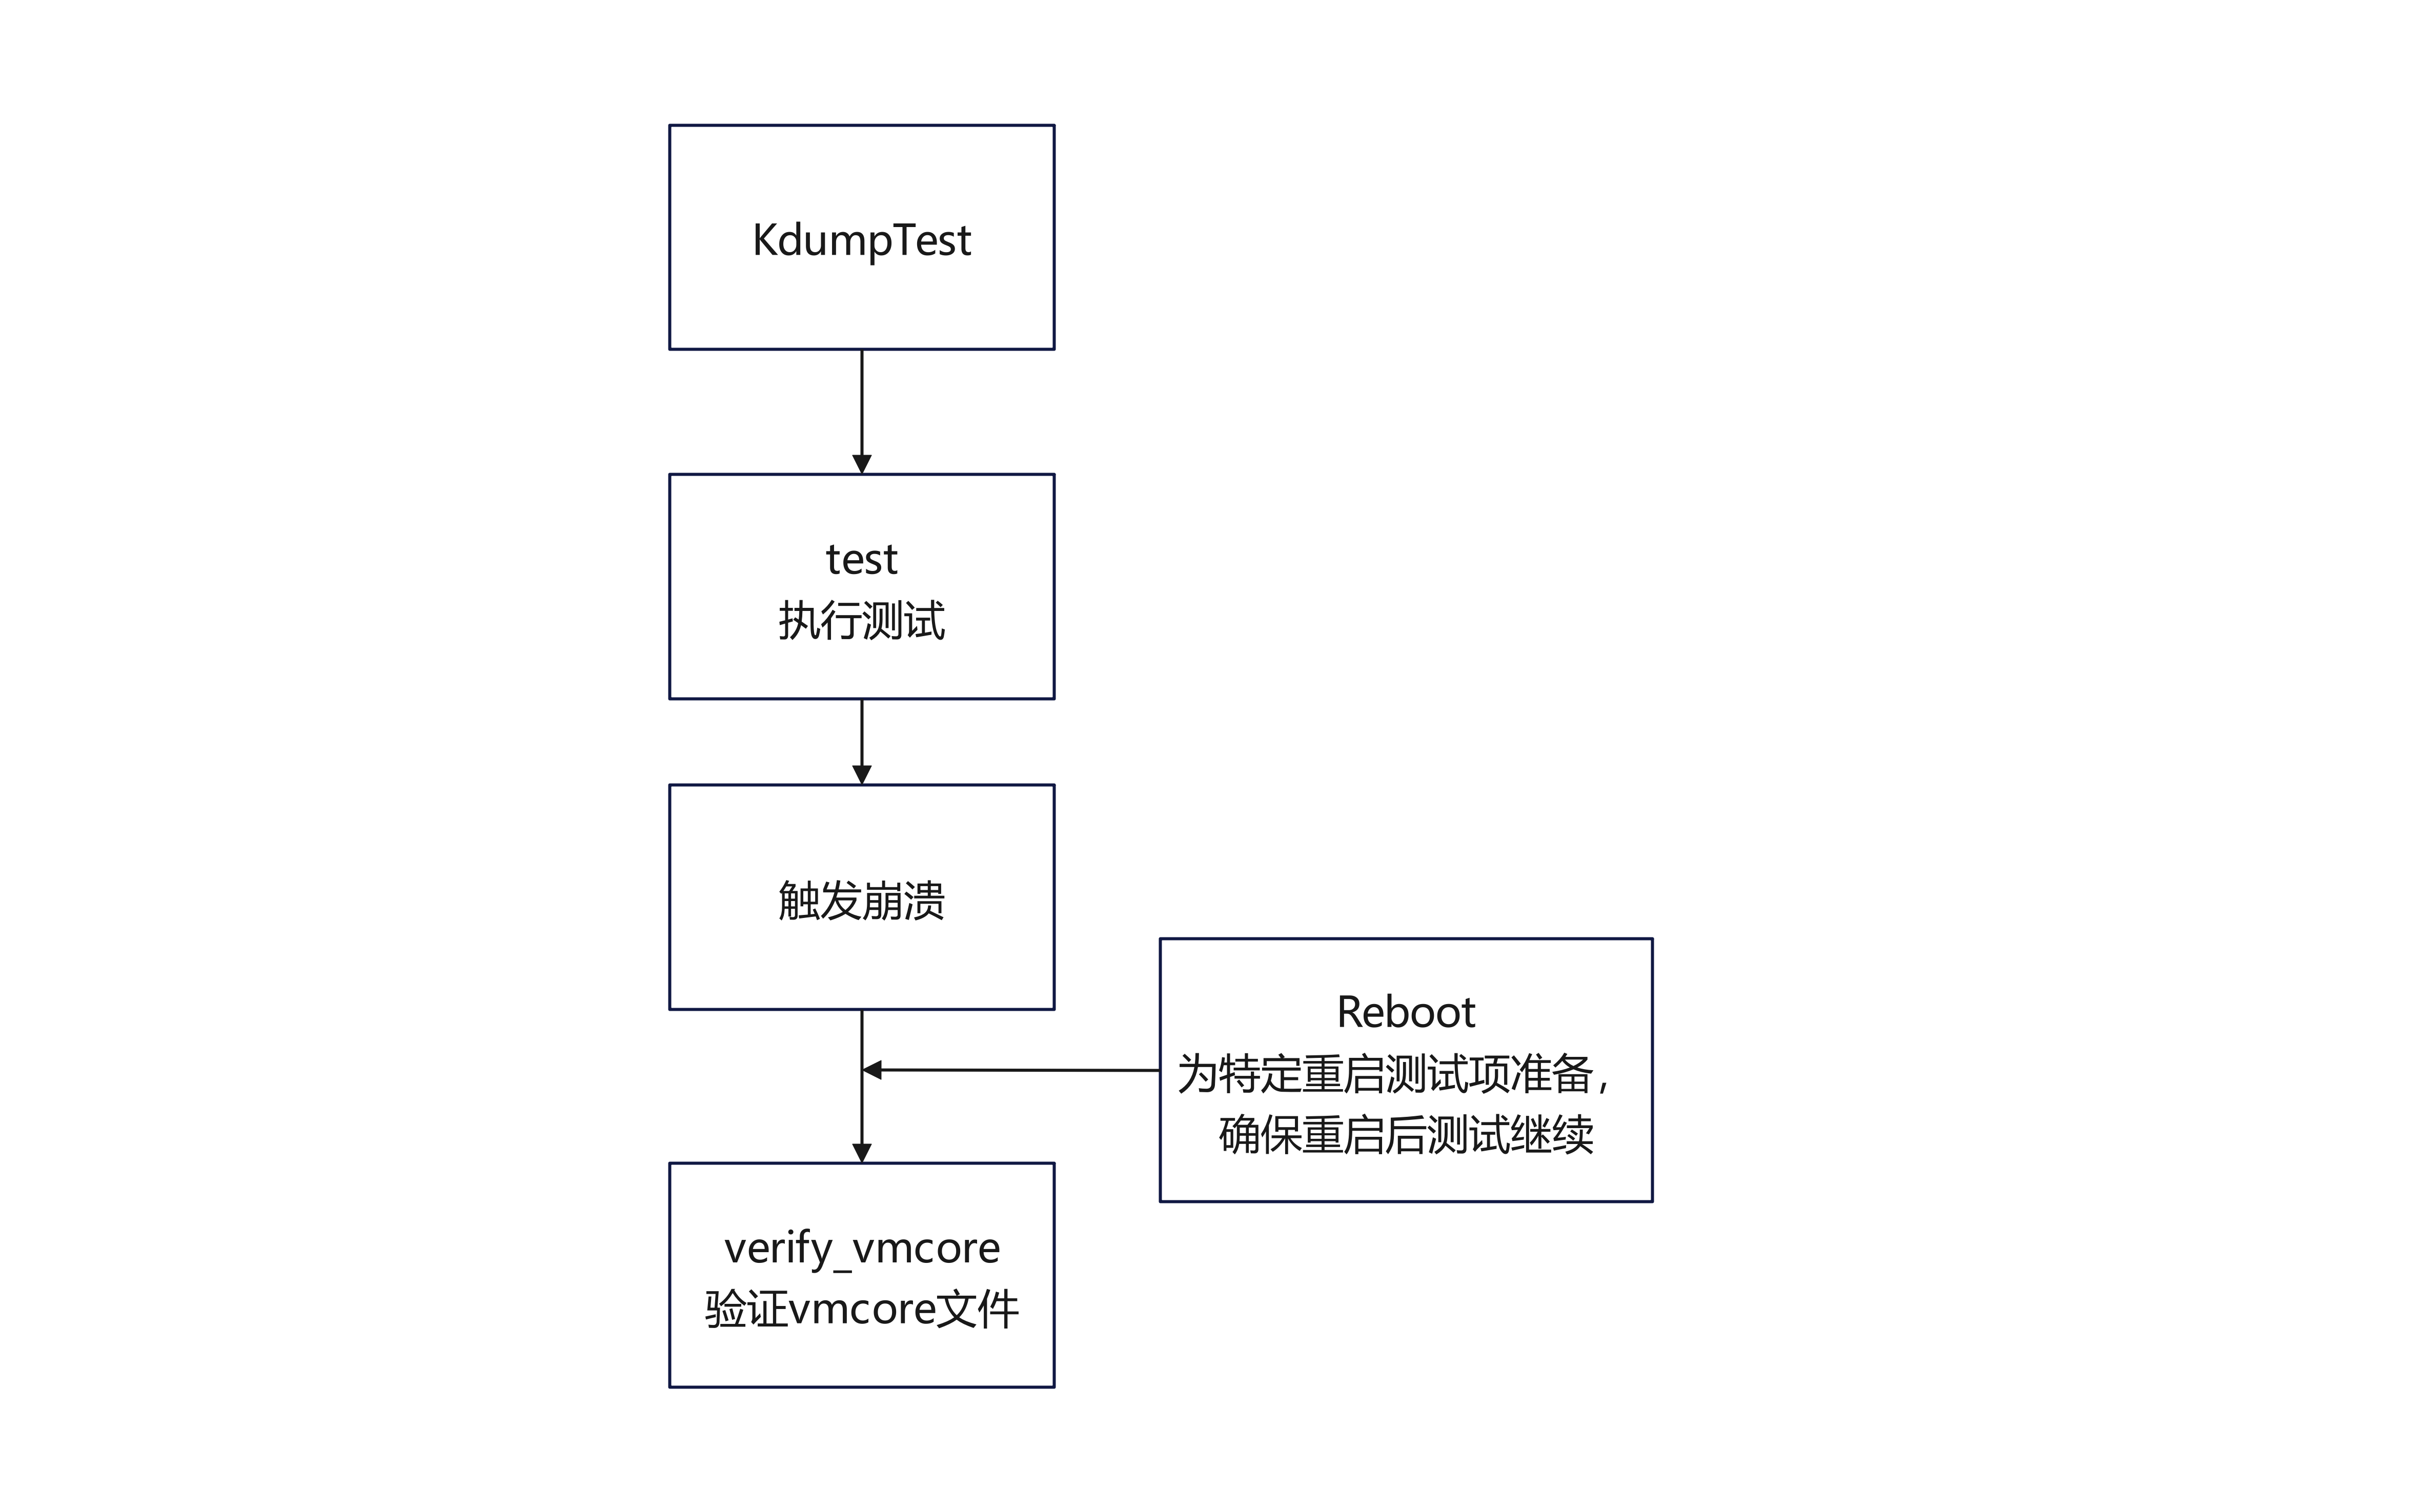 KdumpTest
test
执行测试
触发崩溃
Reboot
为特定重启测试项准备,
确保重启后测试继续
verify_vmcore
验证vmcore文件